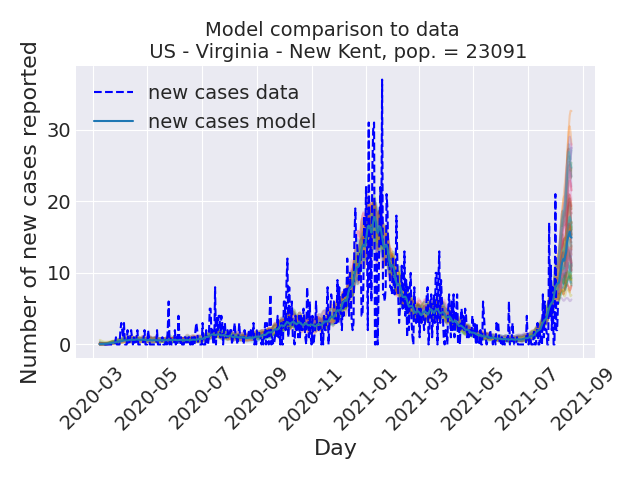 Model comparison to data
US - Virginia - New Kent, pop. = 23091
new cases data
new cases model
Number of new cases reported
30
20
10
0
2020-03
2020-05
2020-07
2020-09
2020-11
2021-01
2021-03
2021-05
2021-07
2021-09
Day